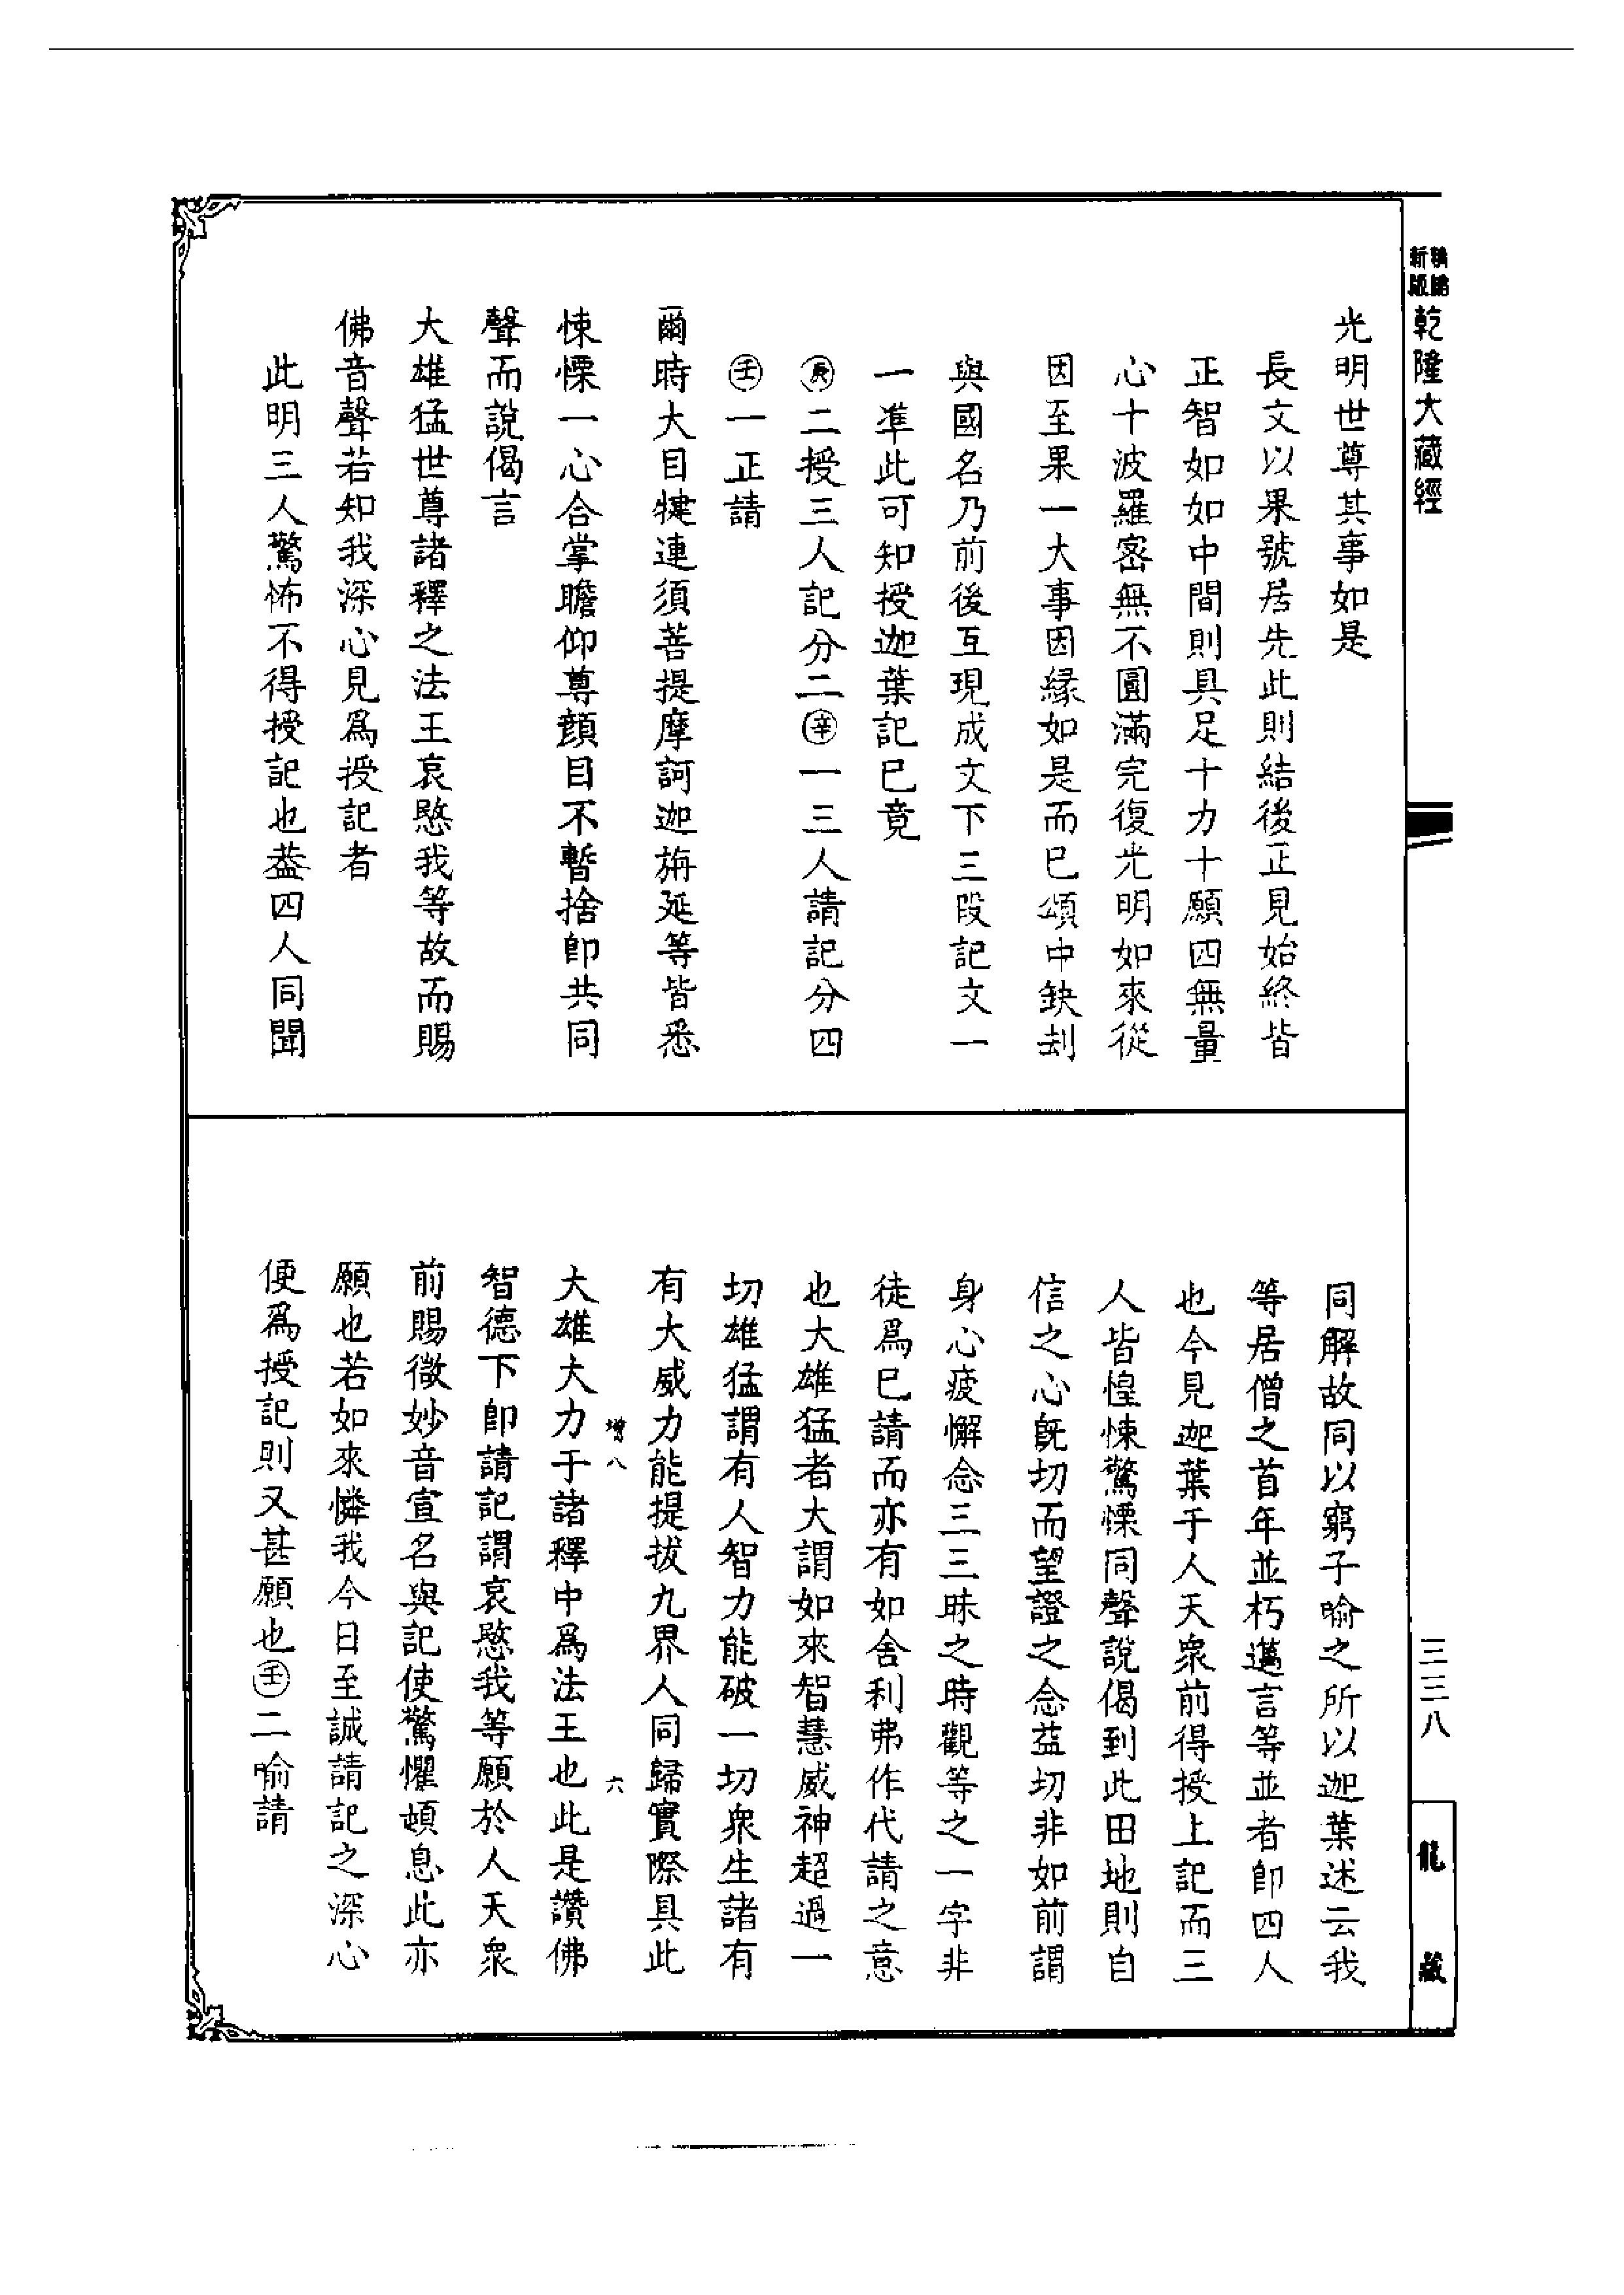 新版
乾隆大藏經
光明世尊其事如是
長文以果號居先此則結後正見始終皆
正智如如中間則具足十力十願四無量
心十波羅密無不圓滿完復光明如來從
因至果一大事因緣如是而已頌中缺刦
與國名乃前後互現成文下三段記文一
一準此可知授迦葉記巳竟
㊎二授三人記分二㊛一三人請記分四
㊏一正請
爾時大目犍連須菩提摩訶迦旃延等皆悉
悚慄一心合掌瞻仰尊顏目不暫捨即共同
聲而說偈言
大雄猛世尊諸釋之法王哀愍我等故而賜
佛音聲若知我深心見為授記者
此明三人驚怖不得授記也葢四人同聞
同解故同以窮子喻之所以迦葉述云我
等居僧之首年並朽邁言等並者即四人
也今見迦葉于人天衆前得授上記而三
人皆惶悚驚慄同聲說偈到此田地則自
信之心既切而望證之念益切非如前謂
身心疲懈念三三昧之時觀等之一字非
徒為巳請而亦有如舍利弗作代請之意
也大雄猛者大謂如來智慧威神超過一
切雄猛謂有人智力能破一切衆生諸有
有大威力能提拔九界人同歸實際具此
增八
六
大雄大力于諸釋中為法王也此是讚佛
智德下即請記謂哀愍我等願於人天衆
前賜微妙音宣名與記使驚懼頓息此亦
願也若如來憐我今日至誠請記之深心
便為授記則又甚願也㊏二喻請
三三八
龍藏